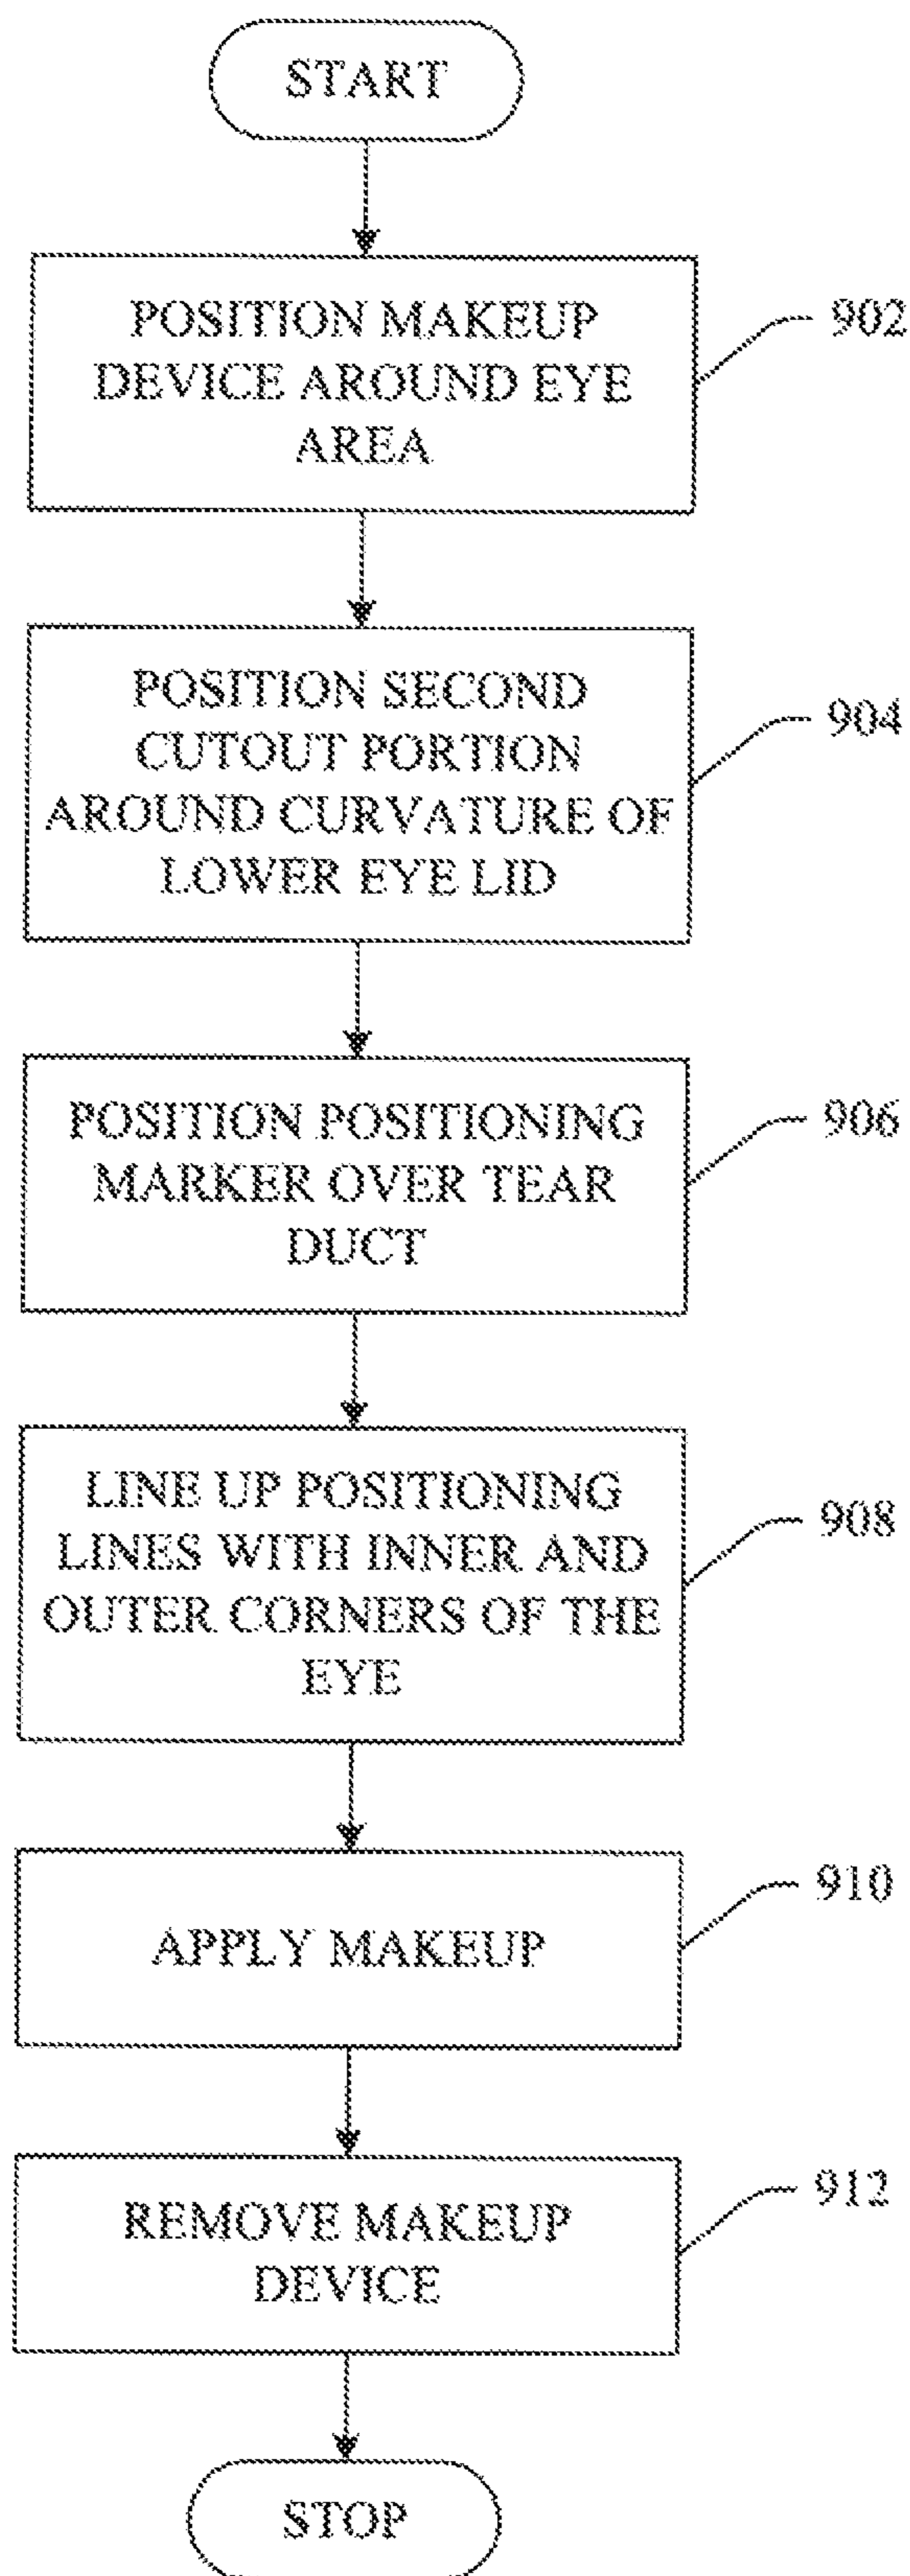 START
POSITION MAKEUP
DEVICE AROUND EYE
AREA
902
POSITION SECOND
CUTOUT PORTION
AROUND CURVATURE OF
LOWER EYE LID
904
POSITION POSITIONING
MARKER OVER TEAR
DUCT
906
LINE UP POSITIONING
LINES WITH INNER AND
OUTER CORNERS OF THE
EYE
908
APPLY MAKEUP
910
REMOVE MAKEUP
DEVICE
912
STOP